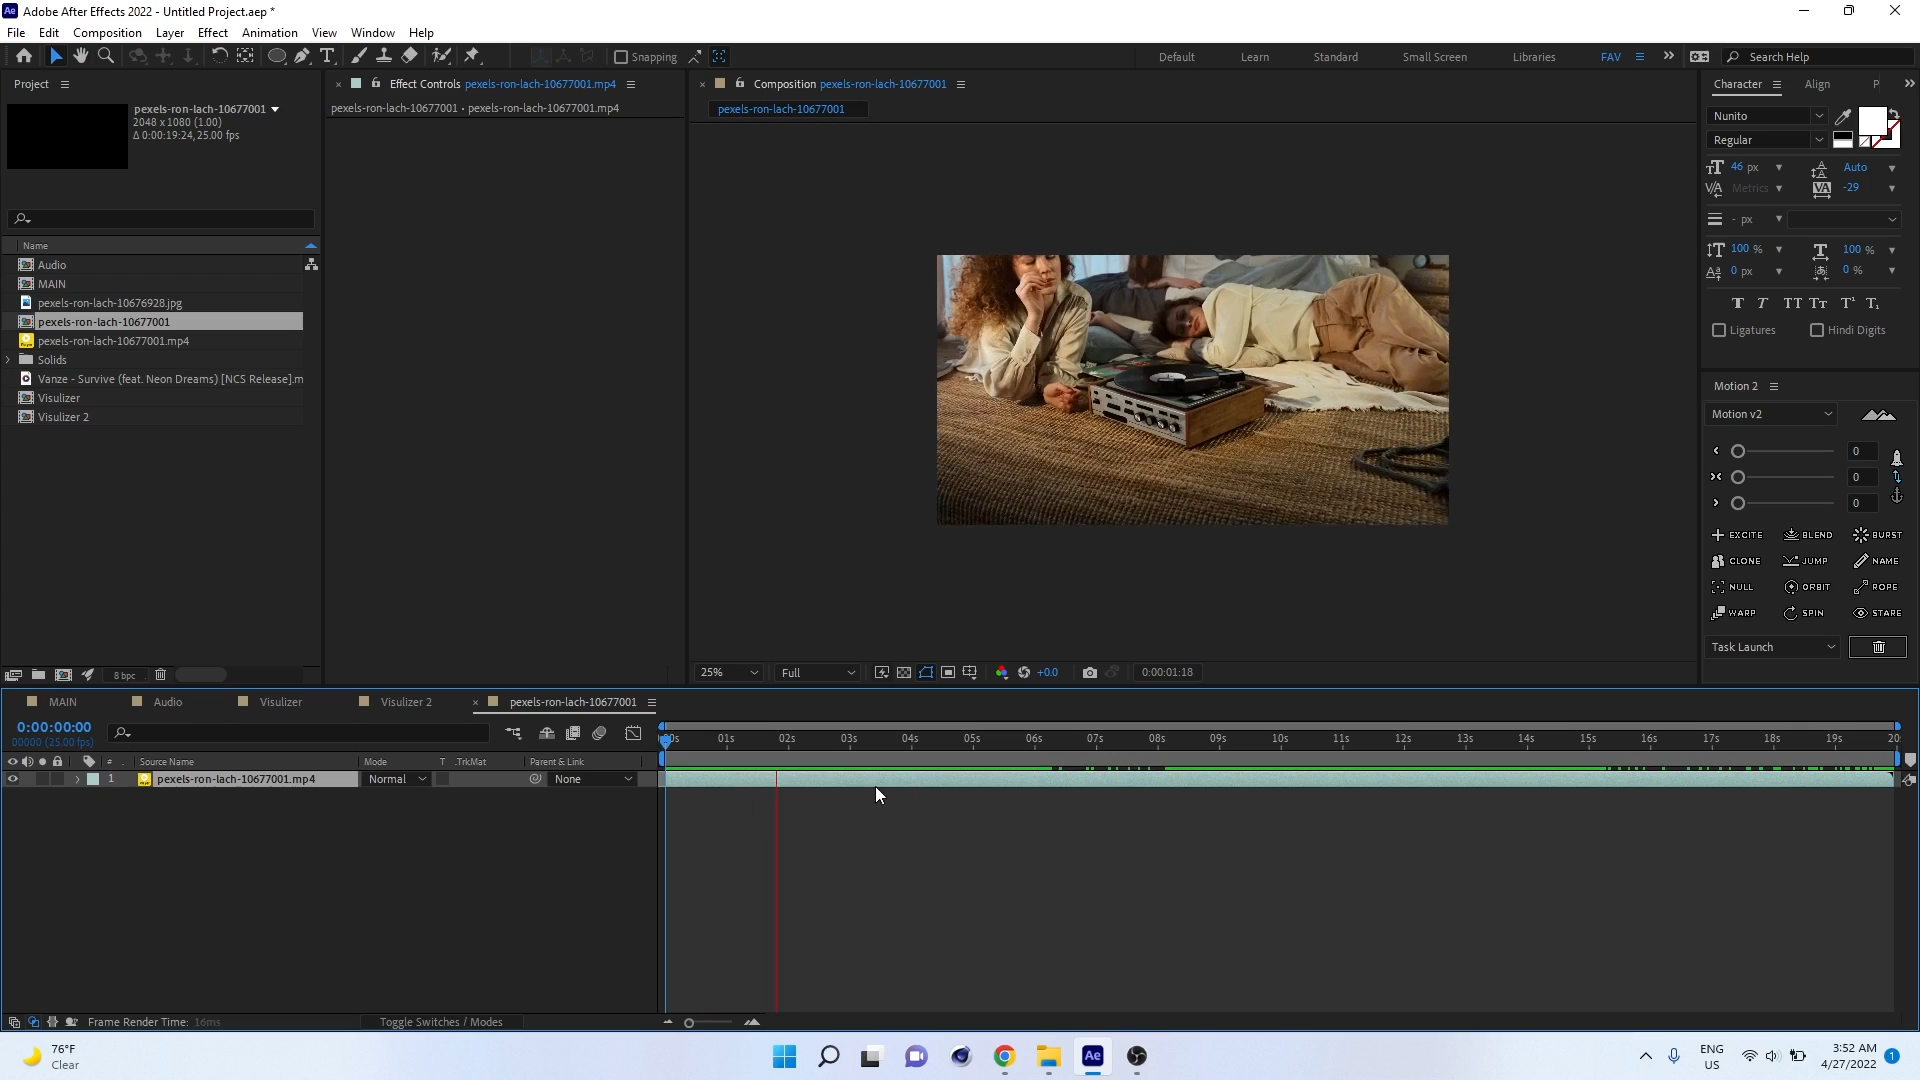 Ae Adobe After Effects 2022 - Untitled Project.aep *
File Edit Composition Layer Effect Animation View Window Help
Snapping
Default Learn Standard Small Screen Libraries FAV Search Help
Project
pexels-ron-lach-10677001
2048 x 1080 (1.00)
Δ 0:00:19:24, 25.00 fps
Name
Audio
MAIN
pexels-ron-lach-10676928.jpg
pexels-ron-lach-10677001
pexels-ron-lach-10677001.mp4
Solids
Vanze - Survive (feat. Neon Dreams) [NCS Release].m
Visulizer
Visulizer 2
8 bpc
Effect Controls pexels-ron-lach-10677001.mp4
pexels-ron-lach-10677001 • pexels-ron-lach-10677001.mp4
Composition pexels-ron-lach-10677001
pexels-ron-lach-10677001
25% Full +0.0 0:00:01:18
Character Align P
Nunito
Regular
46 px Auto
Metrics -29
- px
100 % 100 %
0 px 0 %
T T TT Tt T¹ T₁
Ligatures Hindi Digits
Motion 2
Motion v2
0
0
0
EXCITE BLEND BURST
CLONE JUMP NAME
NULL ORBIT ROPE
WARP SPIN STARE
Task Launch
MAIN Audio Visulizer Visulizer 2 pexels-ron-lach-10677001
0:00:00:00
00000 (25.00 fps)
:00s 01s 02s 03s 04s 05s 06s 07s 08s 09s 10s 11s 12s 13s 14s 15s 16s 17s 18s 19s 20
# Source Name Mode T .TrkMat Parent & Link
1 pexels-ron-lach-10677001.mp4 Normal None
Frame Render Time: 16ms Toggle Switches / Modes
76°F
Clear
Ae
ENG
US
3:52 AM
4/27/2022
1